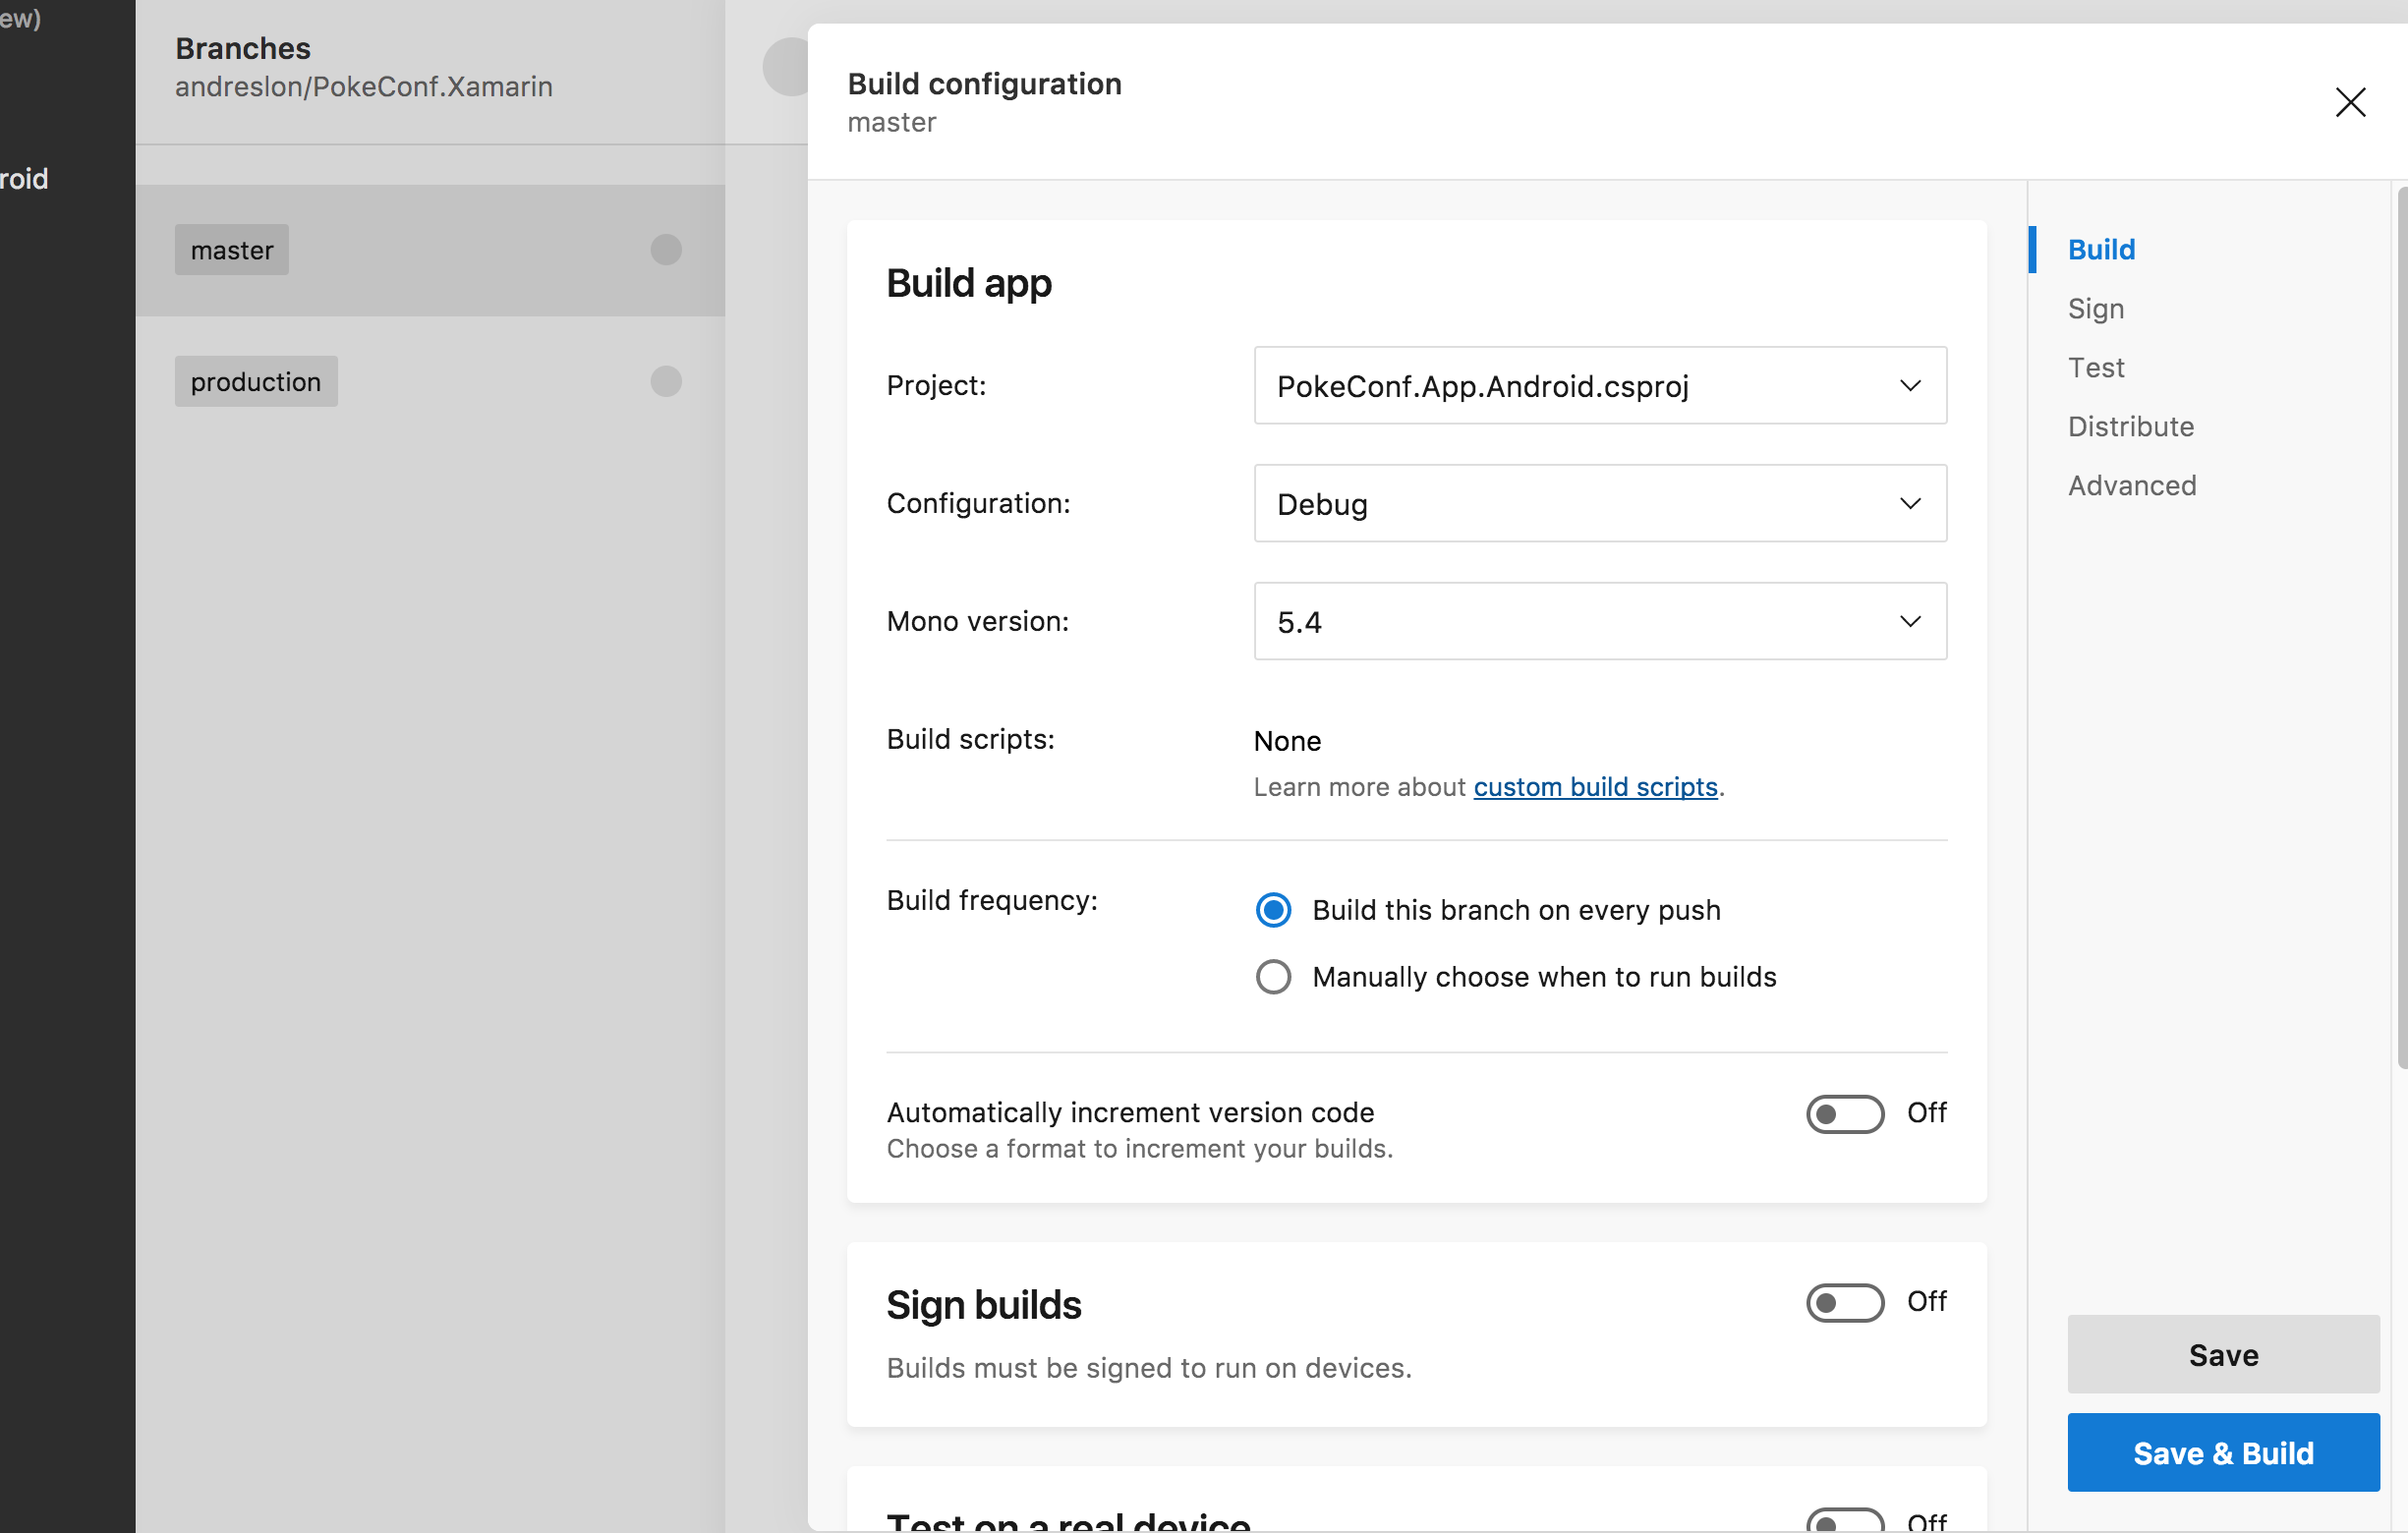 ew)
roid
Branches
andreslon/PokeConf.Xamarin
master
production
Build configuration
master
Build app
Project:
PokeConf.App.Android.csproj
Configuration:
Debug
Mono version:
5.4
Build scripts:
None
Learn more about custom build scripts.
Build frequency:
Build this branch on every push
Manually choose when to run builds
Automatically increment version code
Off
Choose a format to increment your builds.
Sign builds
Off
Builds must be signed to run on devices.
Test on a real device
Off
Build
Sign
Test
Distribute
Advanced
Save
Save & Build